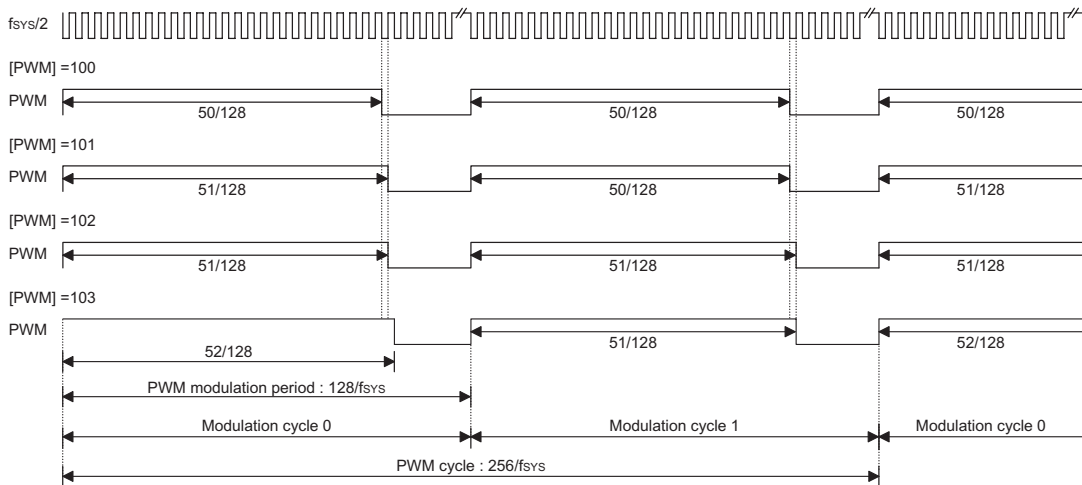 fSYS/2
[PWM] =100
PWM
50/128 50/128 50/128
[PWM] =101
PWM
51/128 50/128 51/128
[PWM] =102
PWM
51/128 51/128 51/128
[PWM] =103
PWM
52/128 51/128 52/128
PWM modulation period : 128/fSYS
Modulation cycle 0 Modulation cycle 1 Modulation cycle 0
PWM cycle : 256/fSYS